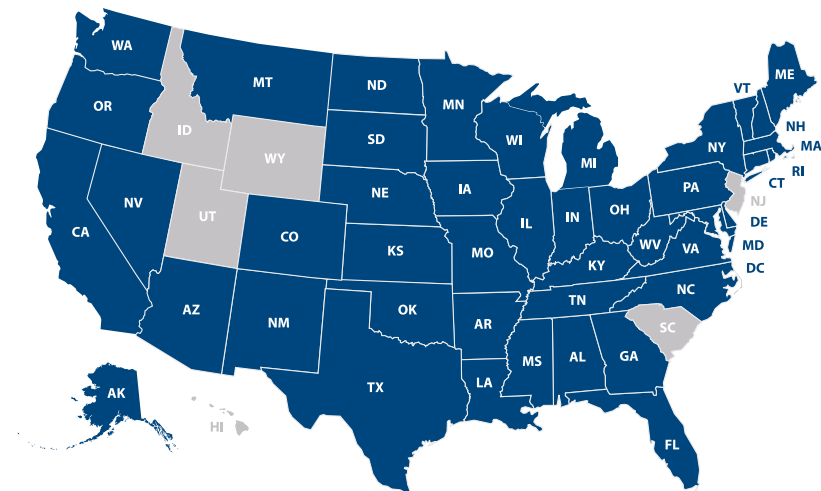 WA
MT
ND
MN
VT
ME
OR
ID
SD
WI
MI
NY
NH
MA
RI
WY
NE
IA
PA
CT
NJ
NV
UT
CO
IL
IN
OH
DE
CA
KS
MO
WV
VA
MD
KY
DC
AZ
NM
OK
AR
TN
NC
SC
TX
LA
MS
AL
GA
AK
HI
FL